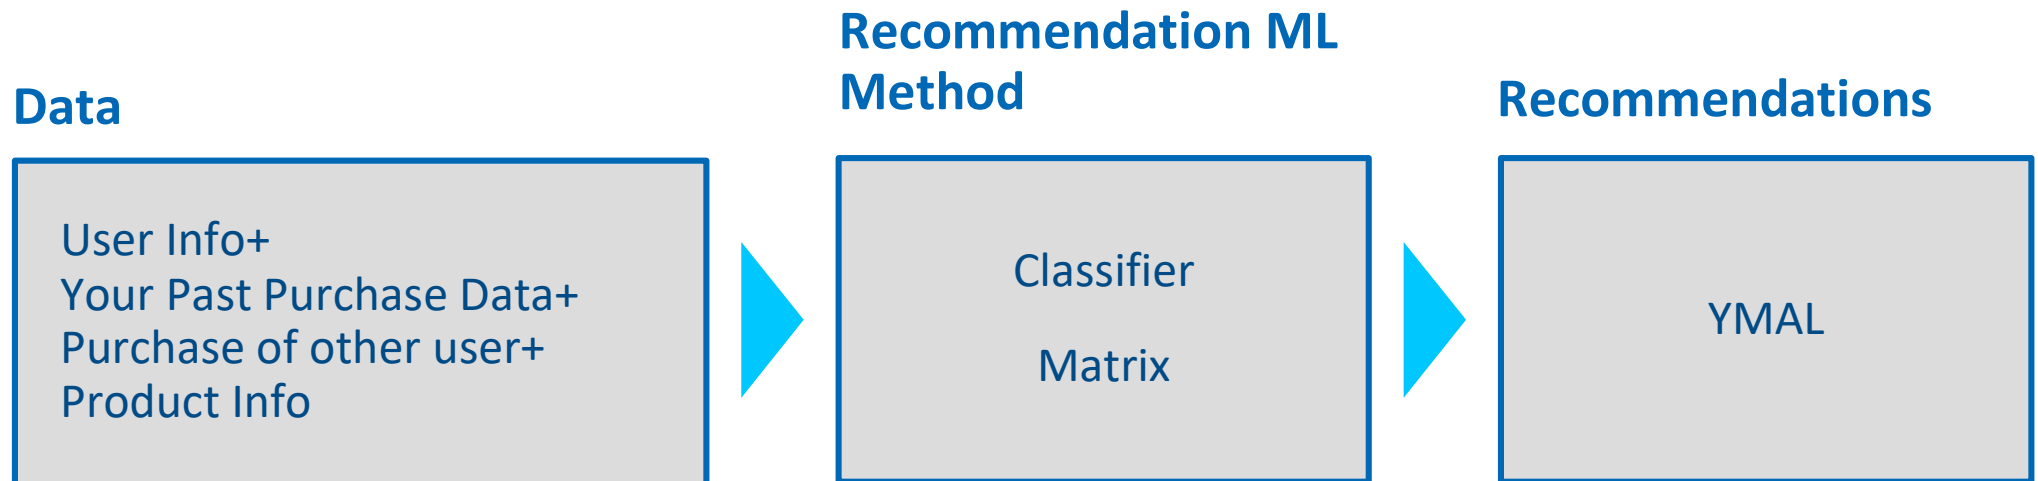 Data
User Info+
Your Past Purchase Data+
Purchase of other user+
Product Info
Recommendation ML
Method
Classifier
Matrix
Recommendations
YMAL